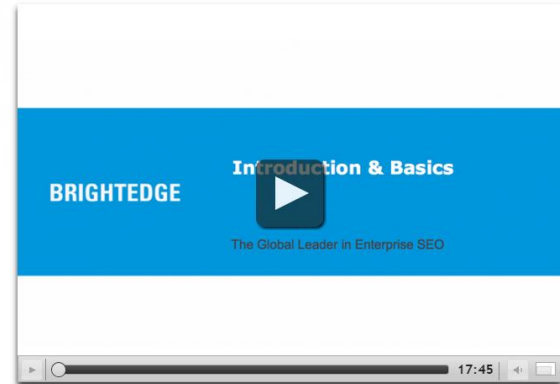 Introduction & Basics
BRIGHTEDGE
The Global Leader in Enterprise SEO
17:45